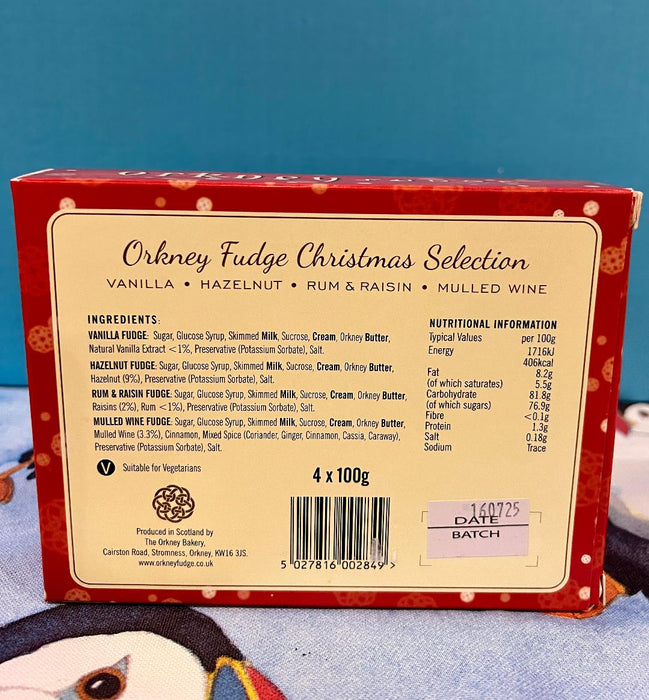 Orkney Fudge Christmas Selection
VANILLA • HAZELNUT • RUM & RAISIN • MULLED WINE
INGREDIENTS:
VANILLA FUDGE: Sugar, Glucose Syrup, Skimmed Milk, Sucrose, Cream, Orkney Butter,
Natural Vanilla Extract <1%, Preservative (Potassium Sorbate), Salt.
HAZELNUT FUDGE: Sugar, Glucose Syrup, Skimmed Milk, Sucrose, Cream, Orkney Butter,
Hazelnut (9%), Preservative (Potassium Sorbate), Salt.
RUM & RAISIN FUDGE: Sugar, Glucose Syrup, Skimmed Milk, Sucrose, Cream, Orkney Butter,
Raisins (2%), Rum <1%), Preservative (Potassium Sorbate), Salt.
MULLED WINE FUDGE: Sugar, Glucose Syrup, Skimmed Milk, Sucrose, Cream, Orkney Butter,
Mulled Wine (3.3%), Cinnamon, Mixed Spice (Coriander, Ginger, Cinnamon, Cassia, Caraway),
Preservative (Potassium Sorbate), Salt.
V Suitable for Vegetarians
NUTRITIONAL INFORMATION
Typical Values per 100g
Energy 1716kJ
406kcal
Fat 8.2g
(of which saturates) 5.5g
Carbohydrate 81.8g
(of which sugars) 76.9g
Fibre <0.1g
Protein 1.3g
Salt 0.18g
Sodium Trace
4 x 100g
Produced in Scotland by
The Orkney Bakery,
Cairston Road, Stromness, Orkney, KW16 3JS.
www.orkneyfudge.co.uk
5 027816 002849 >
160725
DATE
BATCH